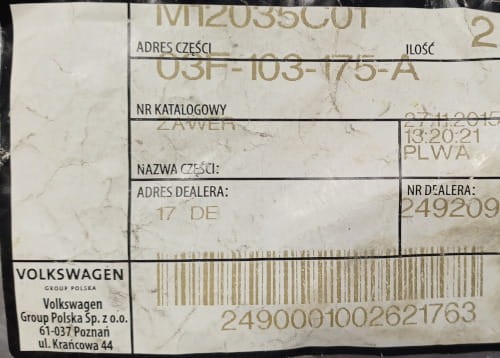 M12035C01
ADRES CZĘŚCI
ILOŚĆ 2
03F-103-175-A
NR KATALOGOWY
ZAWER
27.11.2015
13:20:21
PLWA
NAZWA CZĘŚCI:
ADRES DEALERA:
NR DEALERA:
17 DE
249209
VOLKSWAGEN
GROUP POLSKA
Volkswagen
Group Polska Sp. z o.o.
61-037 Poznań
ul. Krańcowa 44
2490001002621763